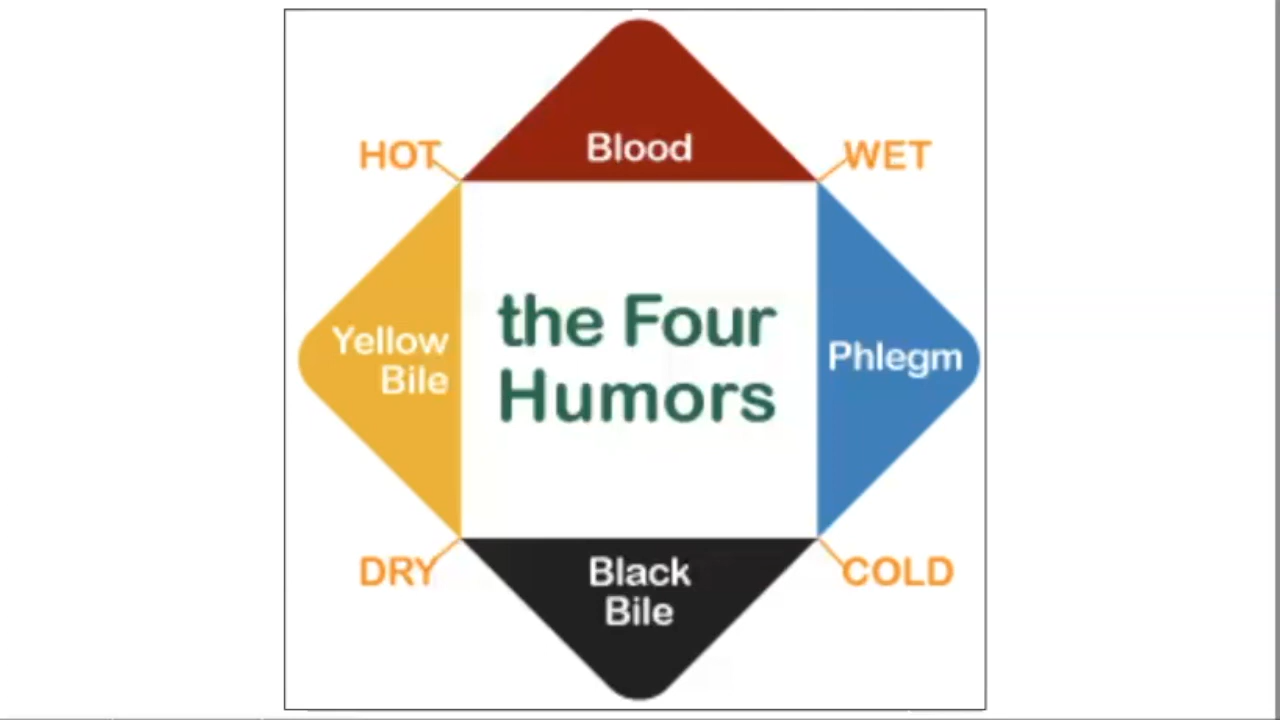 Blood
HOT
WET
the Four
Humors
Yellow
Bile
Phlegm
DRY
COLD
Black
Bile